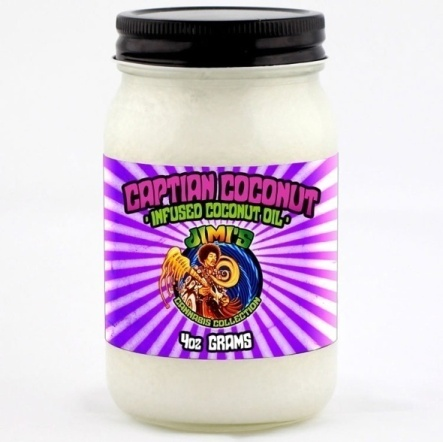 CAPTIAN COCONUT
• INFUSED COCONUT OIL •
JIMI'S
CANNABIS COLLECTION
4oz GRAMS